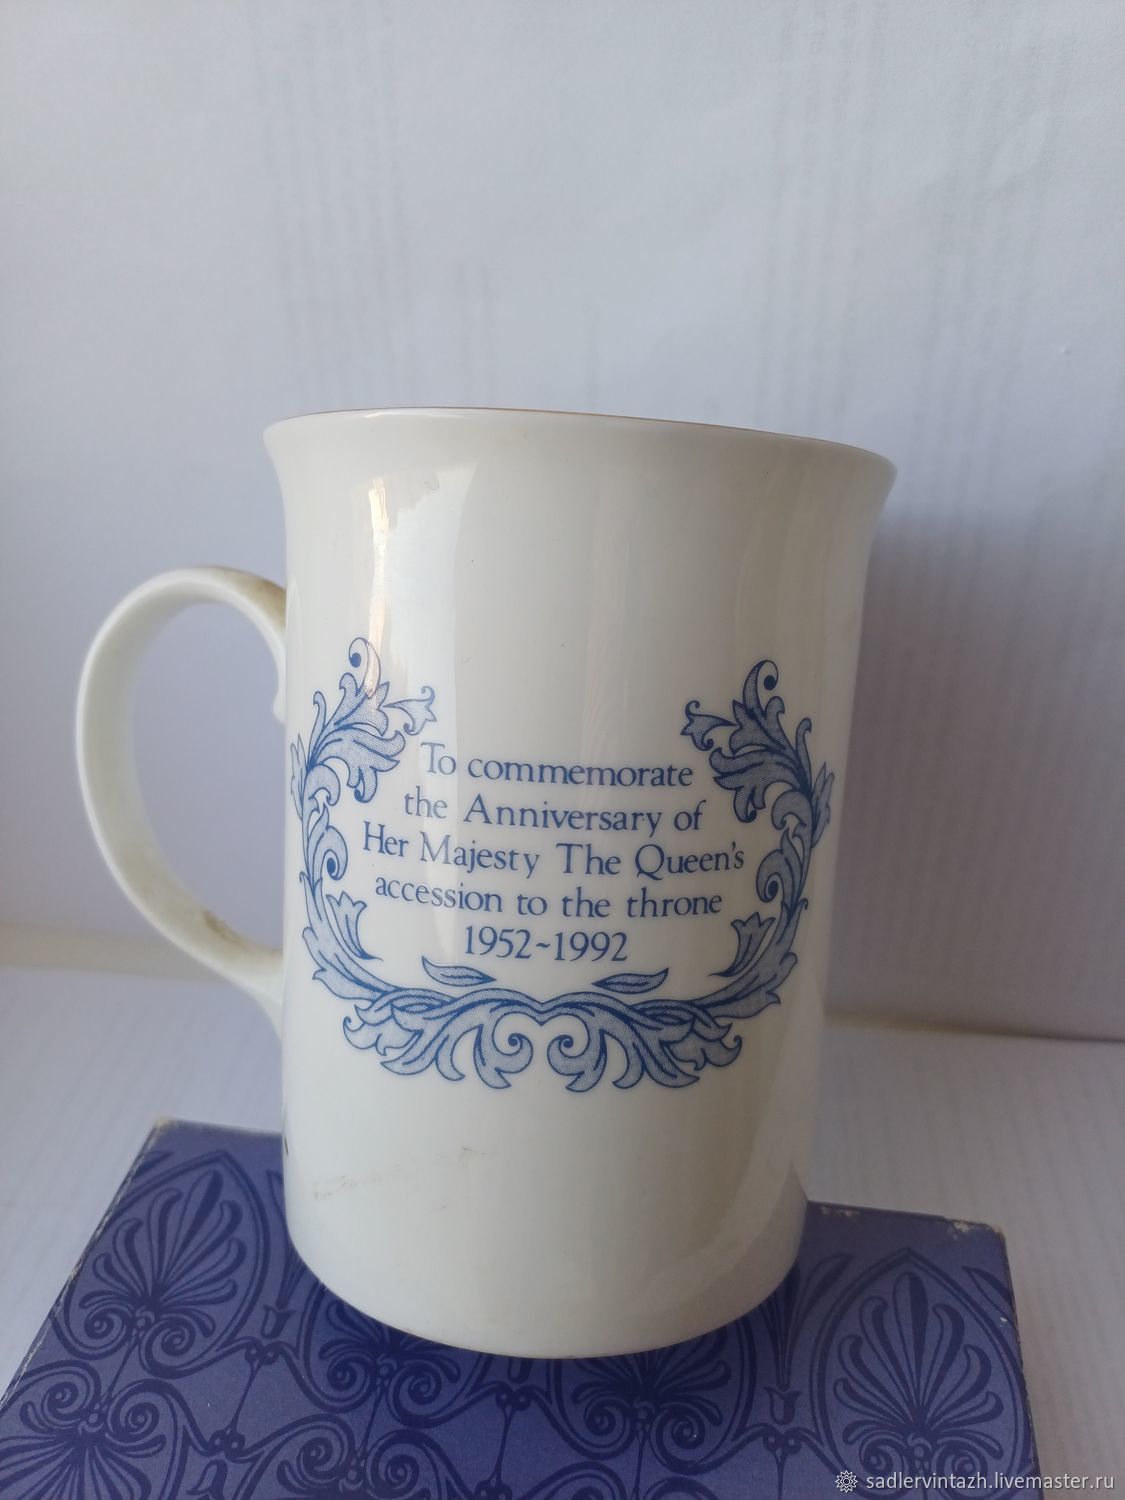 To commemorate
the Anniversary of
Her Majesty The Queen's
accession to the throne
1952~1992
sadlervintazh.livemaster.ru